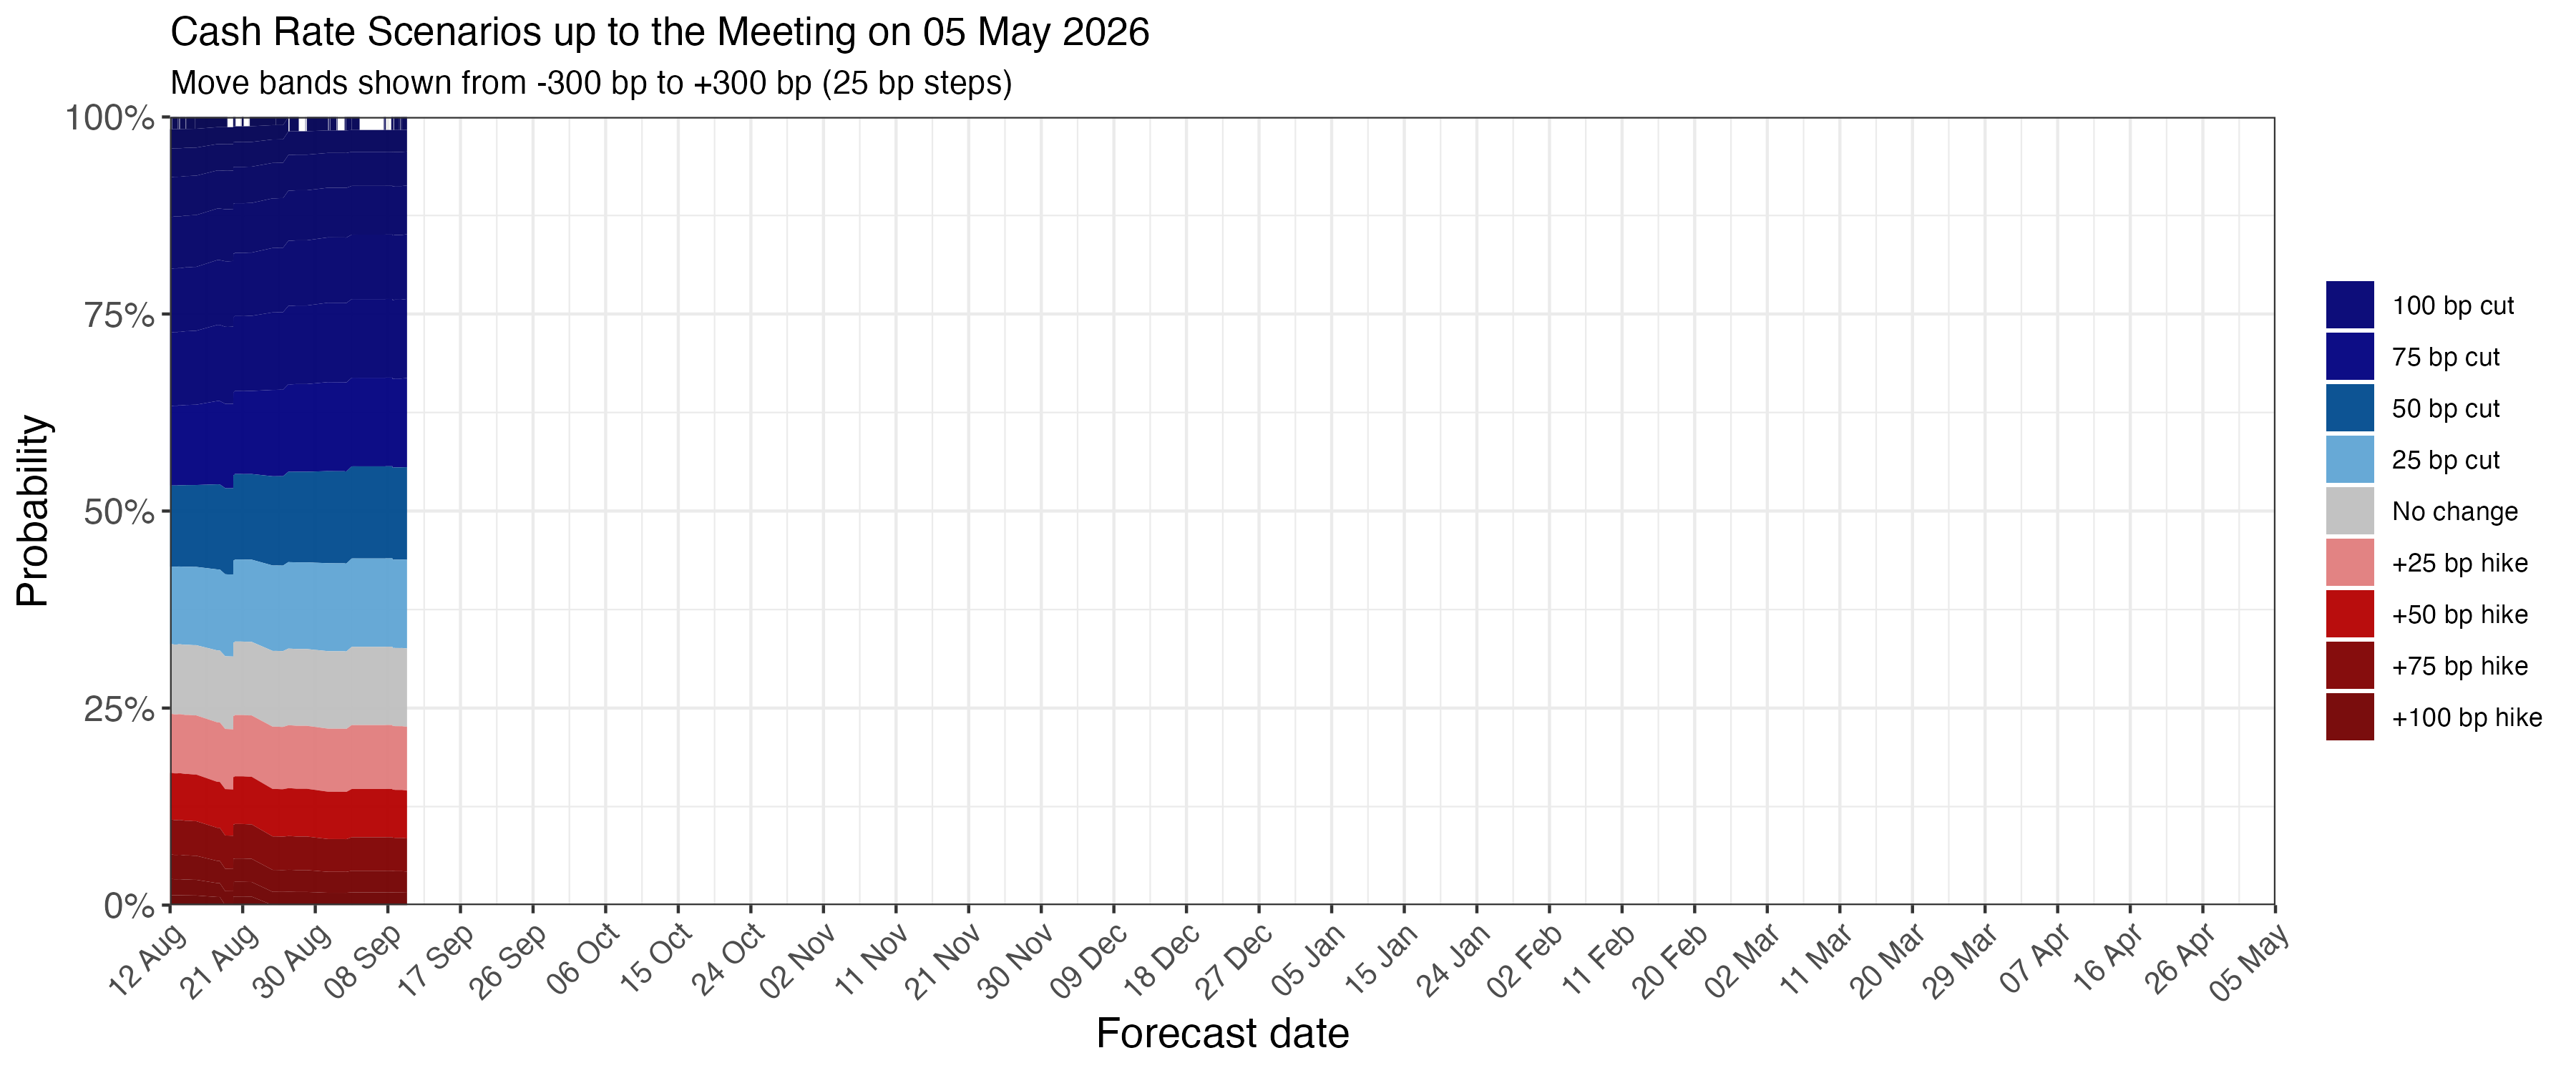 Cash Rate Scenarios up to the Meeting on 05 May 2026
Move bands shown from -300 bp to +300 bp (25 bp steps)
Probability
100%
75%
50%
25%
0%
12 Aug
21 Aug
30 Aug
08 Sep
17 Sep
26 Sep
06 Oct
15 Oct
24 Oct
02 Nov
11 Nov
21 Nov
30 Nov
09 Dec
18 Dec
27 Dec
05 Jan
15 Jan
24 Jan
02 Feb
11 Feb
20 Feb
02 Mar
11 Mar
20 Mar
29 Mar
07 Apr
16 Apr
26 Apr
05 May
Forecast date
100 bp cut
75 bp cut
50 bp cut
25 bp cut
No change
+25 bp hike
+50 bp hike
+75 bp hike
+100 bp hike